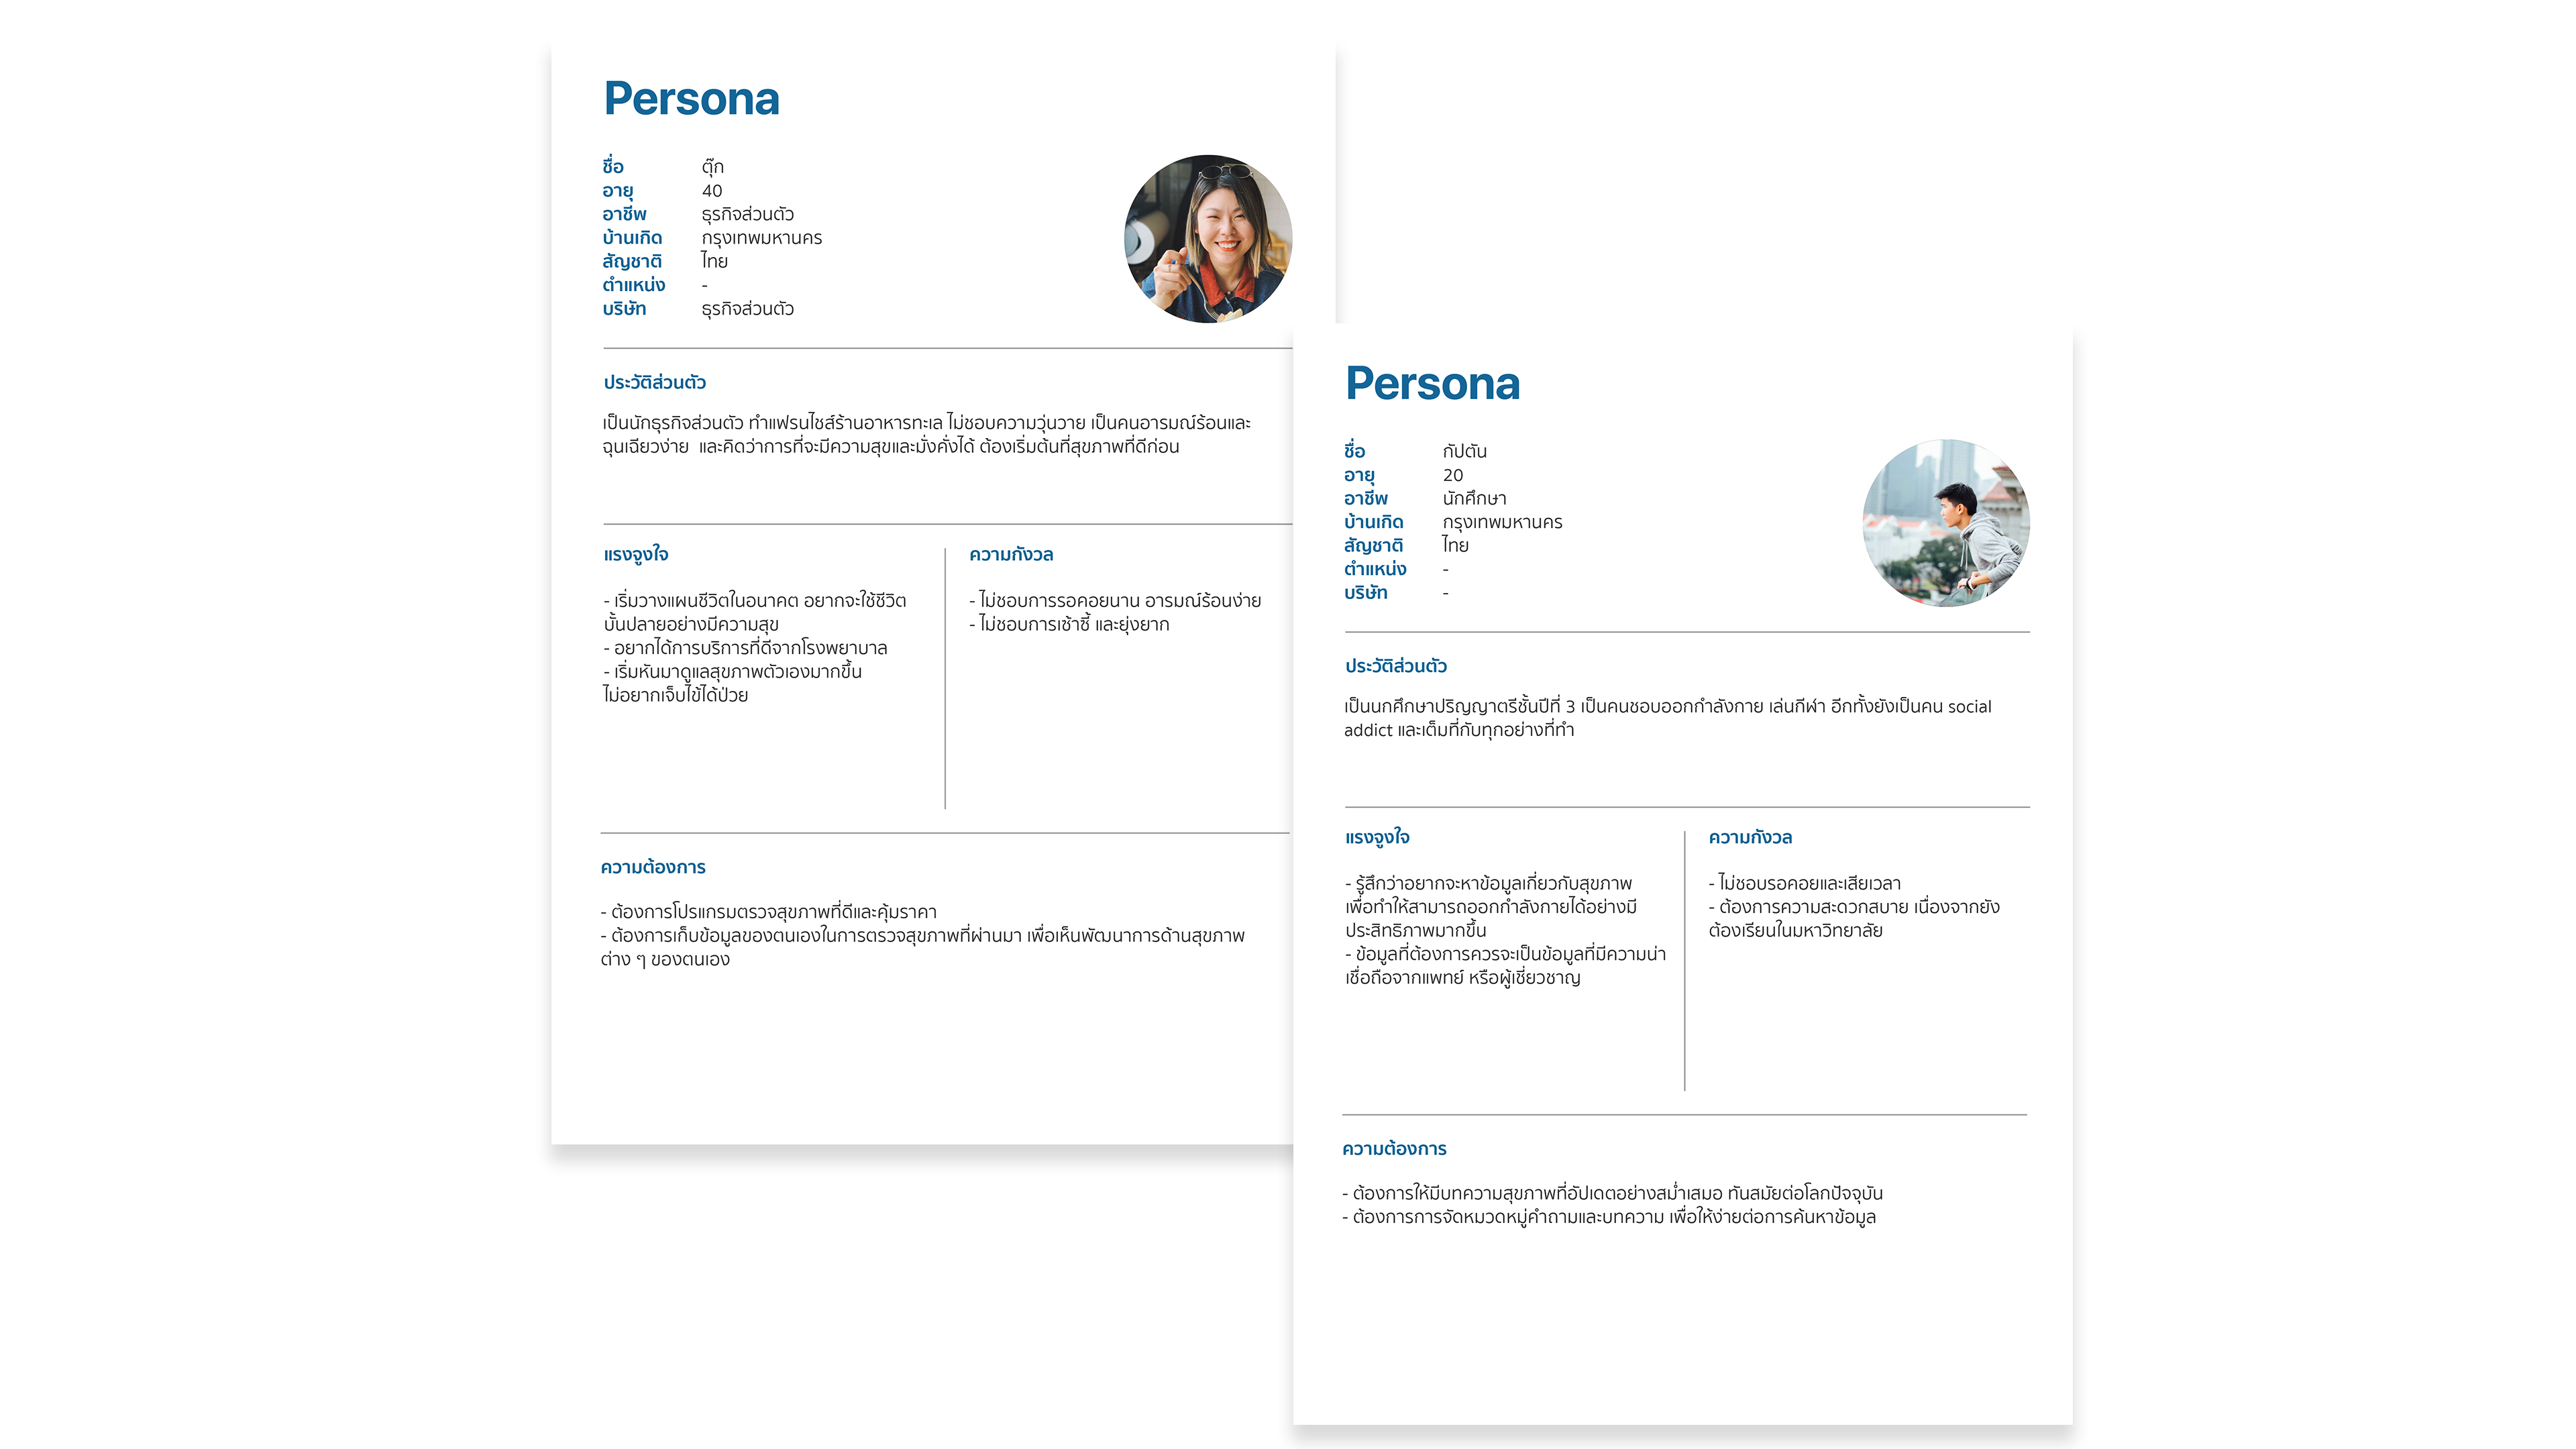 Persona
ชื่อ ตุ๊ก
อายุ 40
อาชีพ ธุรกิจส่วนตัว
บ้านเกิด กรุงเทพมหานคร
สัญชาติ ไทย
ตำแหน่ง -
บริษัท ธุรกิจส่วนตัว
ประวัติส่วนตัว
เป็นนักธุรกิจส่วนตัว ทำแฟรนไชส์ร้านอาหารทะเล ไม่ชอบความวุ่นวาย เป็นคนอารมณ์ร้อนและ
ฉุนเฉียวง่าย และคิดว่าการที่จะมีความสุขและมั่งคั่งได้ ต้องเริ่มต้นที่สุขภาพที่ดีก่อน
แรงจูงใจ
- เริ่มวางแผนชีวิตในอนาคต อยากจะใช้ชีวิต
บั้นปลายอย่างมีความสุข
- อยากได้การบริการที่ดีจากโรงพยาบาล
- เริ่มหันมาดูแลสุขภาพตัวเองมากขึ้น
ไม่อยากเจ็บไข้ได้ป่วย
ความกังวล
- ไม่ชอบการรอคอยนาน อารมณ์ร้อนง่าย
- ไม่ชอบการเซ้าซี้ และยุ่งยาก
ความต้องการ
- ต้องการโปรแกรมตรวจสุขภาพที่ดีและคุ้มราคา
- ต้องการเก็บข้อมูลของตนเองในการตรวจสุขภาพที่ผ่านมา เพื่อเห็นพัฒนาการด้านสุขภาพ
ต่าง ๆ ของตนเอง
Persona
ชื่อ กัปตัน
อายุ 20
อาชีพ นักศึกษา
บ้านเกิด กรุงเทพมหานคร
สัญชาติ ไทย
ตำแหน่ง -
บริษัท -
ประวัติส่วนตัว
เป็นนกศึกษาปริญญาตรีชั้นปีที่ 3 เป็นคนชอบออกกำลังกาย เล่นกีฬา อีกทั้งยังเป็นคน social
addict และเต็มที่กับทุกอย่างที่ทำ
แรงจูงใจ
- รู้สึกว่าอยากจะหาข้อมูลเกี่ยวกับสุขภาพ
เพื่อทำให้สามารถออกกำลังกายได้อย่างมี
ประสิทธิภาพมากขึ้น
- ข้อมูลที่ต้องการควรจะเป็นข้อมูลที่มีความน่า
เชื่อถือจากแพทย์ หรือผู้เชี่ยวชาญ
ความกังวล
- ไม่ชอบรอคอยและเสียเวลา
- ต้องการความสะดวกสบาย เนื่องจากยัง
ต้องเรียนในมหาวิทยาลัย
ความต้องการ
- ต้องการให้มีบทความสุขภาพที่อัปเดตอย่างสม่ำเสมอ ทันสมัยต่อโลกปัจจุบัน
- ต้องการการจัดหมวดหมู่คำถามและบทความ เพื่อให้ง่ายต่อการค้นหาข้อมูล